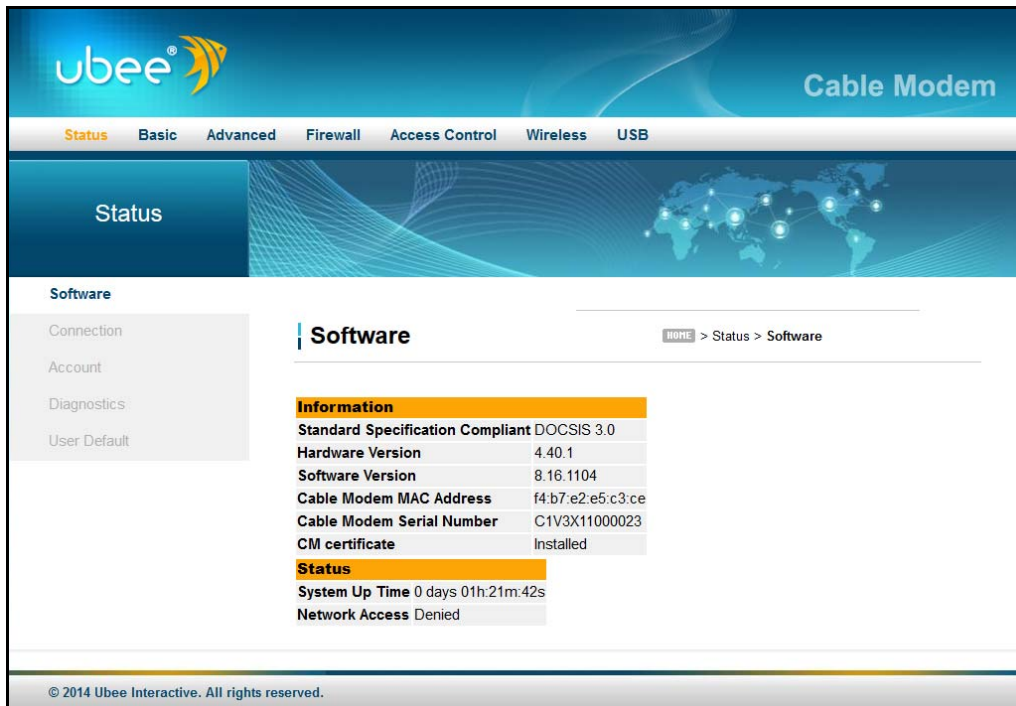 ubee®
Cable Modem
Status Basic Advanced Firewall Access Control Wireless USB
Status
Software
Connection
Account
Diagnostics
User Default
Software
HOME > Status > Software
Information
Standard Specification Compliant DOCSIS 3.0
Hardware Version 4.40.1
Software Version 8.16.1104
Cable Modem MAC Address f4:b7:e2:e5:c3:ce
Cable Modem Serial Number C1V3X11000023
CM certificate Installed
Status
System Up Time 0 days 01h:21m:42s
Network Access Denied
© 2014 Ubee Interactive. All rights reserved.